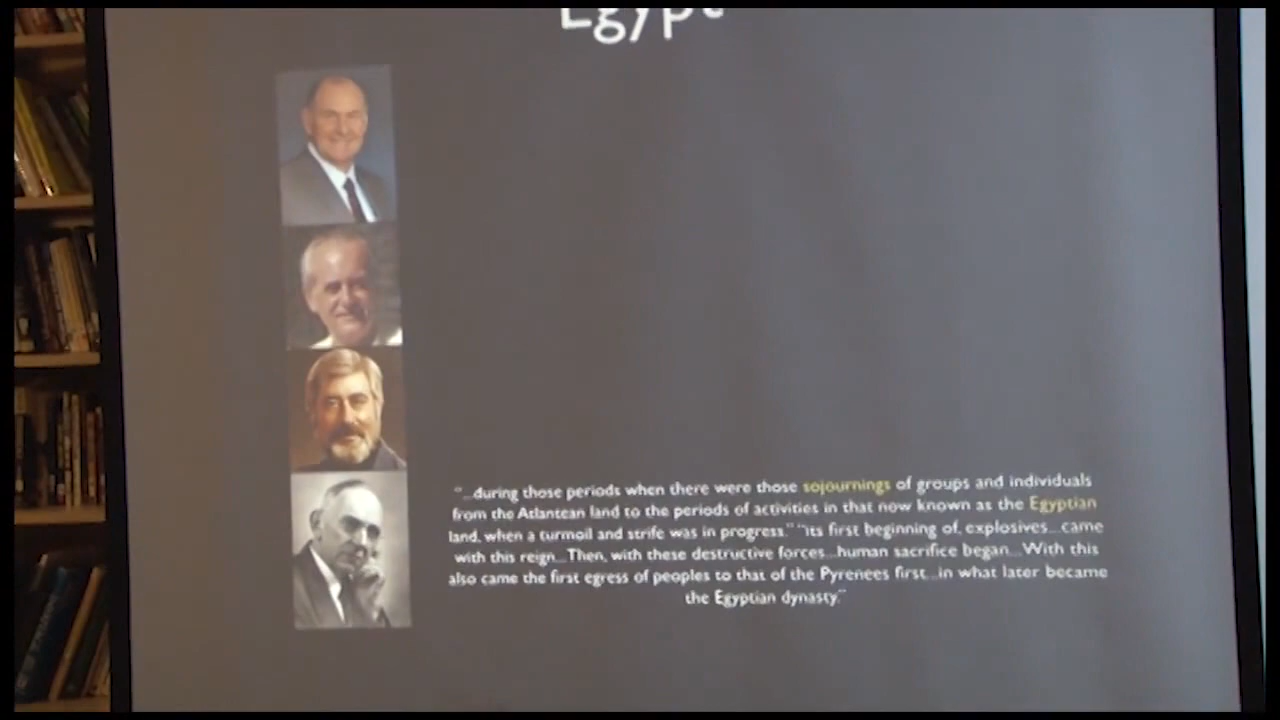 Egypt
"...during those periods when there were those sojournings of groups and individuals
from the Atlantean land to the periods of activities in that now known as the Egyptian
land, when a turmoil and strife was in progress." "its first beginning of, explosives...came
with this reign...Then, with these destructive forces...human sacrifice began...With this
also came the first egress of peoples to that of the Pyrenees first...in what later became
the Egyptian dynasty."